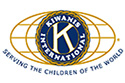 KIWANIS
K
INTERNATIONAL
SERVING THE CHILDREN OF THE WORLD